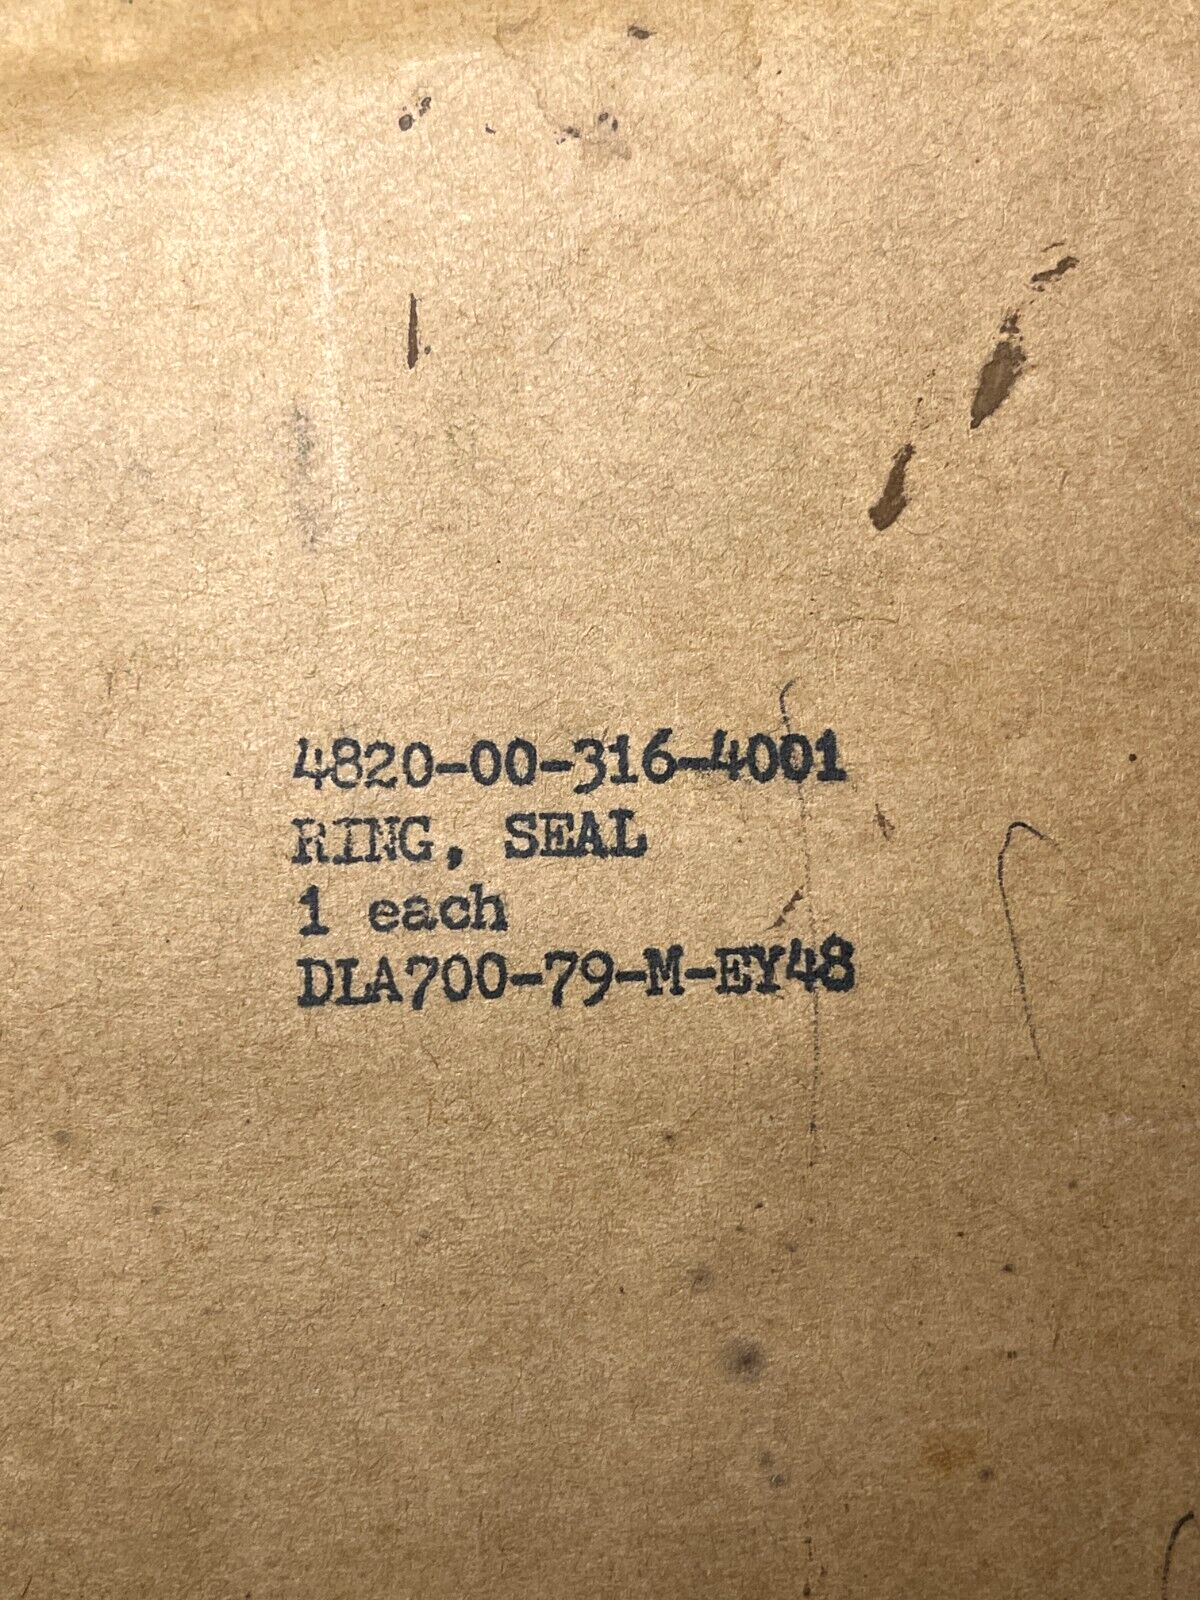 4820-00-316-4001
RING, SEAL
1 each
DLA700-79-M-EY48